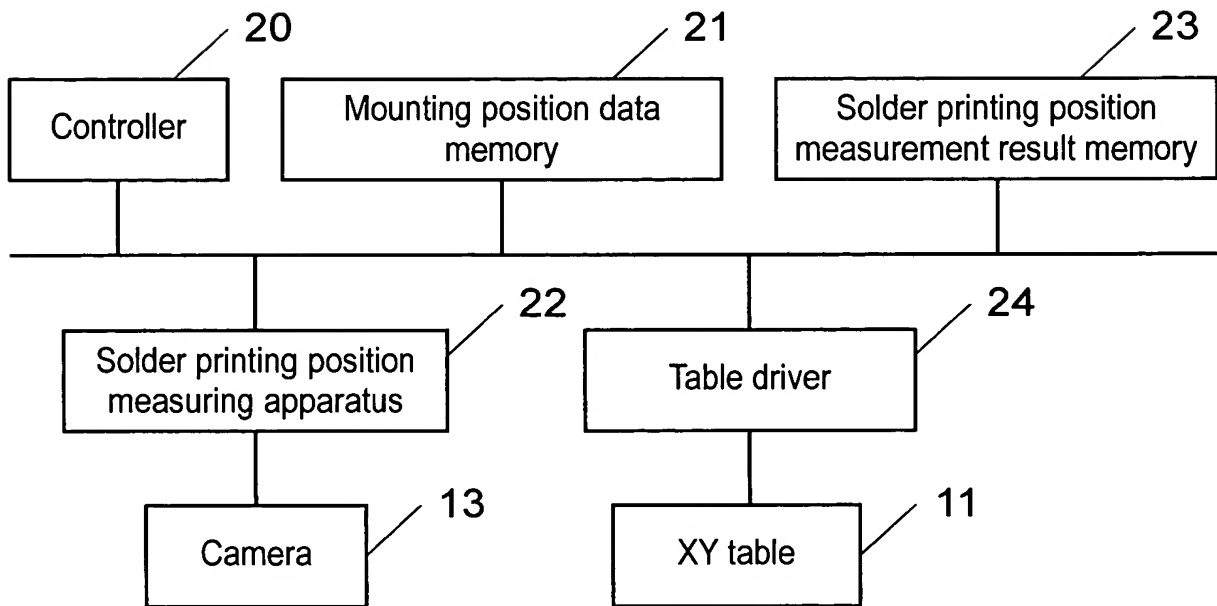 20
21
23
Controller
Mounting position data
memory
Solder printing position
measurement result memory
22
24
Solder printing position
measuring apparatus
Table driver
13
11
Camera
XY table